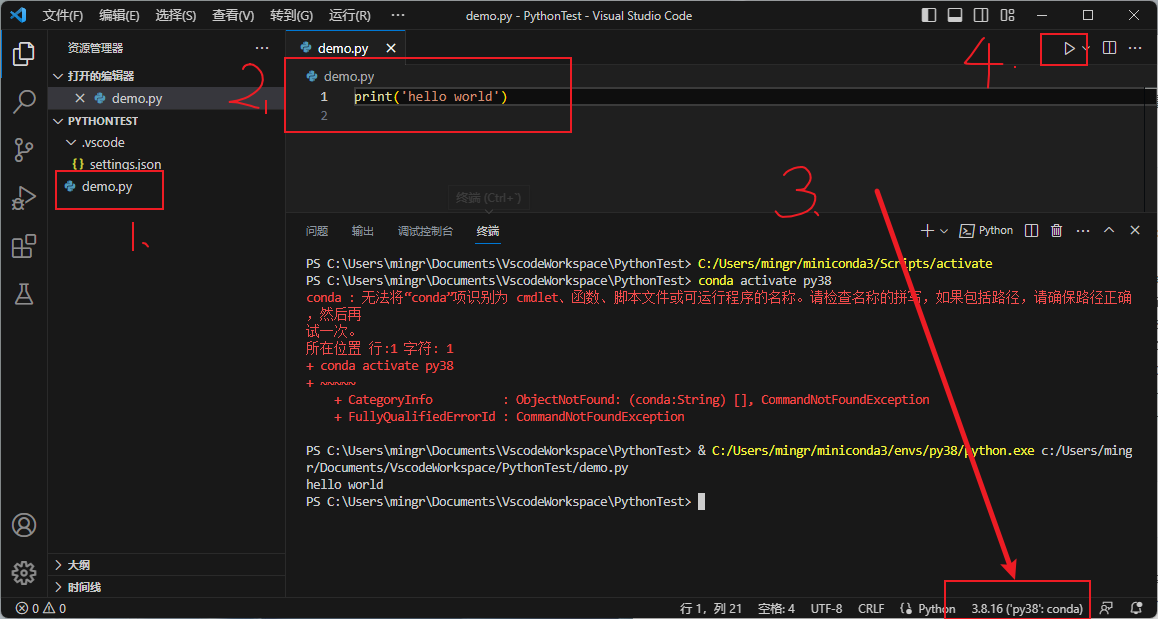 文件(F) 编辑(E) 选择(S) 查看(V) 转到(G) 运行(R) ··· demo.py - PythonTest - Visual Studio Code
资源管理器 ···
打开的编辑器
demo.py
PYTHONTEST
.vscode
{} settings.json
demo.py
1、
2、
demo.py
4.
demo.py
1 print('hello world')
2
终端 (Ctrl+`)
3、
问题 输出 调试控制台 终端 Python ···
PS C:\Users\mingr\Documents\VscodeWorkspace\PythonTest> C:/Users/mingr/miniconda3/Scripts/activate
PS C:\Users\mingr\Documents\VscodeWorkspace\PythonTest> conda activate py38
conda : 无法将“conda”项识别为 cmdlet、函数、脚本文件或可运行程序的名称。请检查名称的拼写，如果包括路径，请确保路径正确
，然后再
试一次。
所在位置 行:1 字符: 1
+ conda activate py38
+ ~~~~~
+ CategoryInfo : ObjectNotFound: (conda:String) [], CommandNotFoundException
+ FullyQualifiedErrorId : CommandNotFoundException
PS C:\Users\mingr\Documents\VscodeWorkspace\PythonTest> & C:/Users/mingr/miniconda3/envs/py38/python.exe c:/Users/ming
r/Documents/VscodeWorkspace/PythonTest/demo.py
hello world
PS C:\Users\mingr\Documents\VscodeWorkspace\PythonTest>
大纲
时间线
0 0 行 1，列 21 空格: 4 UTF-8 CRLF Python 3.8.16 ('py38': conda)